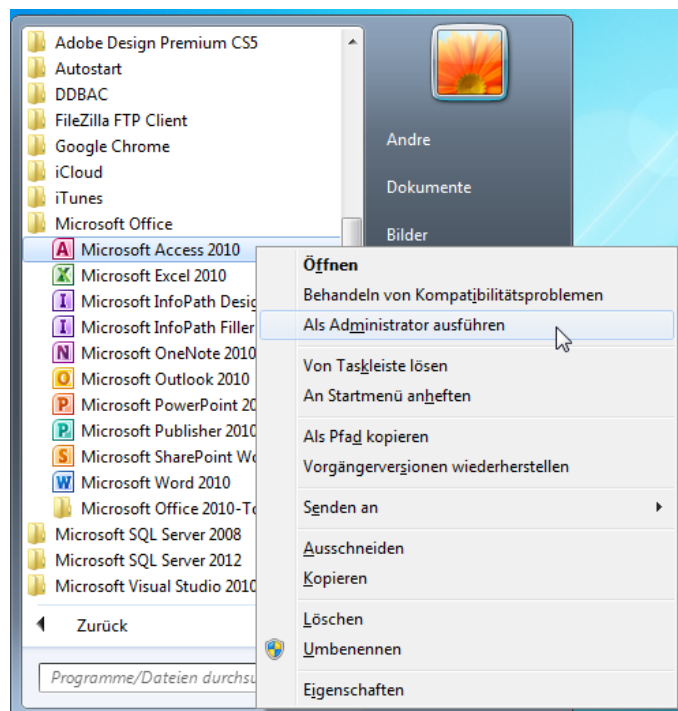 Adobe Design Premium CS5
Autostart
DDBAC
FileZilla FTP Client
Google Chrome
iCloud
iTunes
Microsoft Office
Microsoft Access 2010
Microsoft Excel 2010
Microsoft InfoPath Desig
Microsoft InfoPath Filler
Microsoft OneNote 2010
Microsoft Outlook 2010
Microsoft PowerPoint 20
Microsoft Publisher 2010
Microsoft SharePoint Wo
Microsoft Word 2010
Microsoft Office 2010-To
Microsoft SQL Server 2008
Microsoft SQL Server 2012
Microsoft Visual Studio 2010
Zurück
Programme/Dateien durchsu
Andre
Dokumente
Bilder
Öffnen
Behandeln von Kompatibilitätsproblemen
Als Administrator ausführen
Von Taskleiste lösen
An Startmenü anheften
Als Pfad kopieren
Vorgängerversionen wiederherstellen
Senden an
Ausschneiden
Kopieren
Löschen
Umbenennen
Eigenschaften